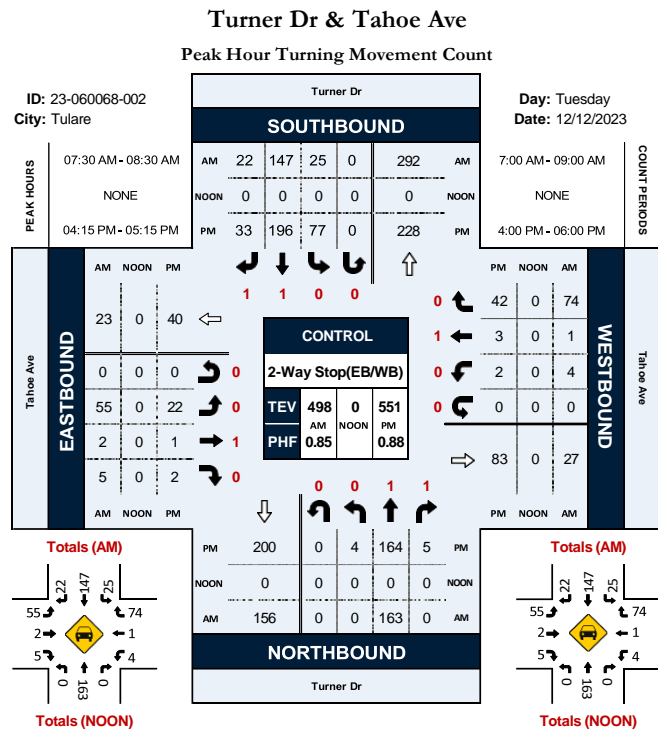 Turner Dr & Tahoe Ave
Peak Hour Turning Movement Count
ID: 23-060068-002
City: Tulare
Day: Tuesday
Date: 12/12/2023
Turner Dr
SOUTHBOUND
PEAK HOURS
07:30 AM - 08:30 AM
NONE
04:15 PM - 05:15 PM
AM 22 147 25 0 292 AM
NOON 0 0 0 0 0 NOON
PM 33 196 77 0 228 PM
7:00 AM - 09:00 AM
NONE
4:00 PM - 06:00 PM
COUNT PERIODS
1 1 0 0
Tahoe Ave
EASTBOUND
AM NOON PM
23 0 40
0 0 0 0
55 0 22 0
2 0 1 1
5 0 2 0
AM NOON PM
CONTROL
2-Way Stop(EB/WB)
TEV 498 0 551
AM NOON PM
PHF 0.85 0.88
PM NOON AM
0 42 0 74
1 3 0 1
0 2 0 4
0 0 0 0
83 0 27
PM NOON AM
WESTBOUND
Tahoe Ave
0 0 1 1
PM 200 0 4 164 5 PM
NOON 0 0 0 0 0 NOON
AM 156 0 0 163 0 AM
NORTHBOUND
Turner Dr
Totals (AM)
22 147 25
55 74
2 1
5 4
0 163 0
Totals (NOON)
Totals (AM)
22 147 25
55 74
2 1
5 4
0 163 0
Totals (NOON)